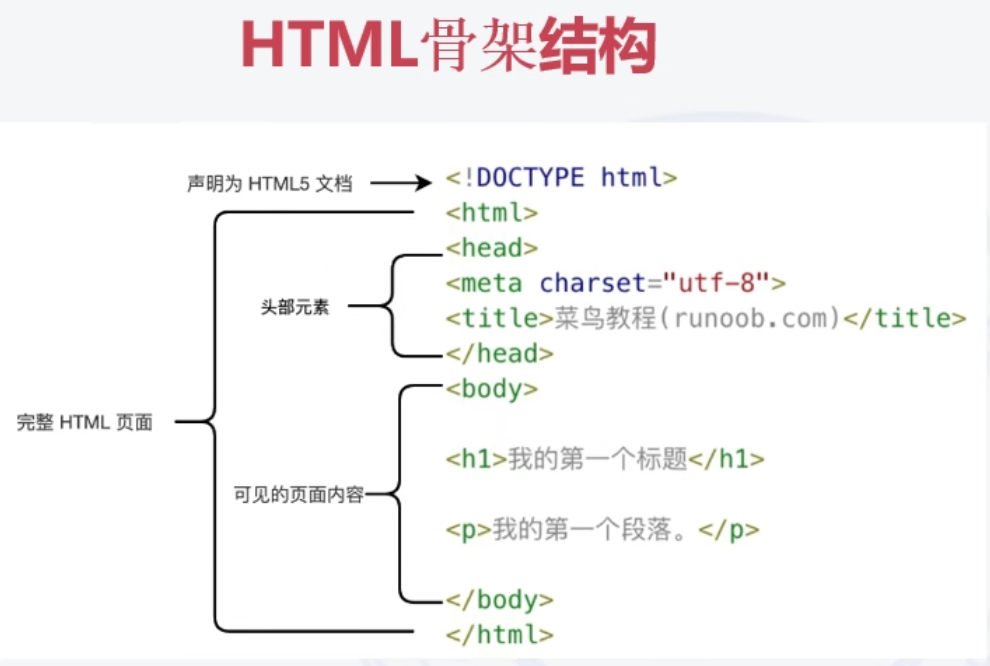 HTML骨架结构
声明为 HTML5 文档
<!DOCTYPE html>
<html>
<head>
<meta charset="utf-8">
头部元素
<title>菜鸟教程(runoob.com)</title>
</head>
<body>
完整 HTML 页面
<h1>我的第一个标题</h1>
可见的页面内容
<p>我的第一个段落。</p>
</body>
</html>